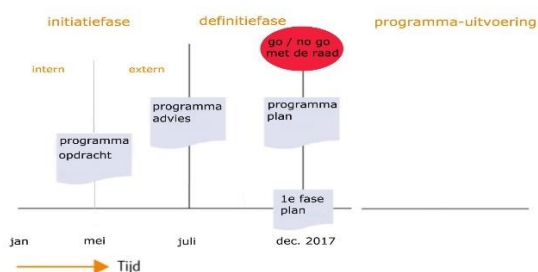 initiatiefase definitiefase programma-uitvoering
go / no go
met de raad
intern extern
programma
advies
programma
plan
programma
opdracht
1e fase
plan
jan mei juli dec. 2017
Tijd